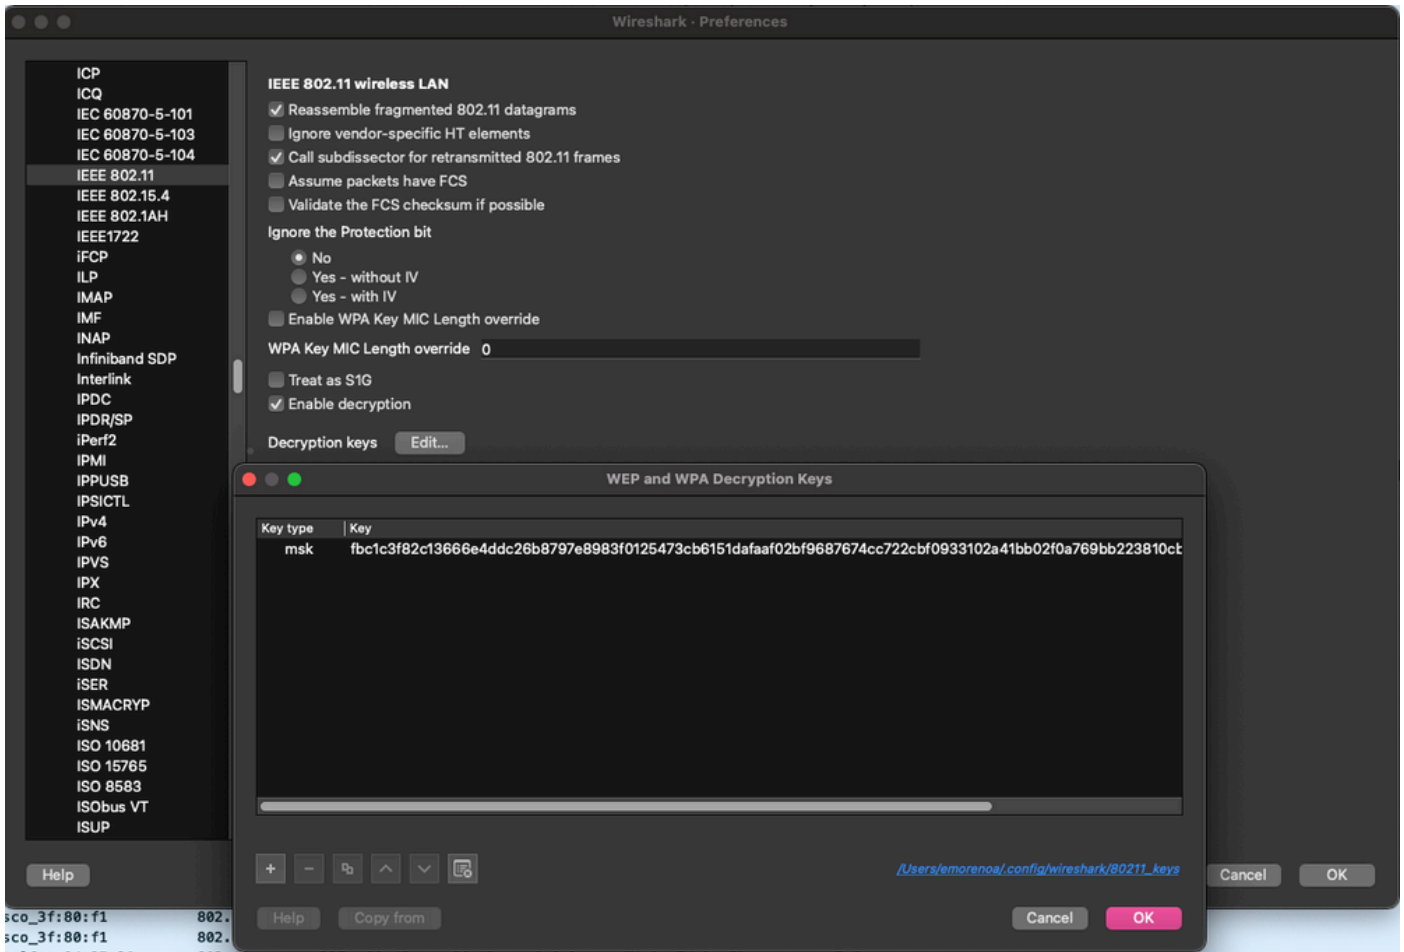 Wireshark · Preferences
ICP
ICQ
IEC 60870-5-101
IEC 60870-5-103
IEC 60870-5-104
IEEE 802.11
IEEE 802.15.4
IEEE 802.1AH
IEEE1722
iFCP
ILP
IMAP
IMF
INAP
Infiniband SDP
Interlink
IPDC
IPDR/SP
iPerf2
IPMI
IPPUSB
IPSICTL
IPv4
IPv6
IPVS
IPX
IRC
ISAKMP
iSCSI
ISDN
iSER
ISMACRYP
iSNS
ISO 10681
ISO 15765
ISO 8583
ISObus VT
ISUP
IEEE 802.11 wireless LAN
Reassemble fragmented 802.11 datagrams
Ignore vendor-specific HT elements
Call subdissector for retransmitted 802.11 frames
Assume packets have FCS
Validate the FCS checksum if possible
Ignore the Protection bit
No
Yes - without IV
Yes - with IV
Enable WPA Key MIC Length override
WPA Key MIC Length override 0
Treat as S1G
Enable decryption
Decryption keys Edit...
WEP and WPA Decryption Keys
Key type Key
msk fbc1c3f82c13666e4ddc26b8797e8983f0125473cb6151dafaaf02bf9687674cc722cbf0933102a41bb02f0a769bb223810cb
+ −
/Users/emorenoa/.config/wireshark/80211_keys
Help Copy from Cancel OK
Help Cancel OK
sco_3f:80:f1 802.
sco_3f:80:f1 802.